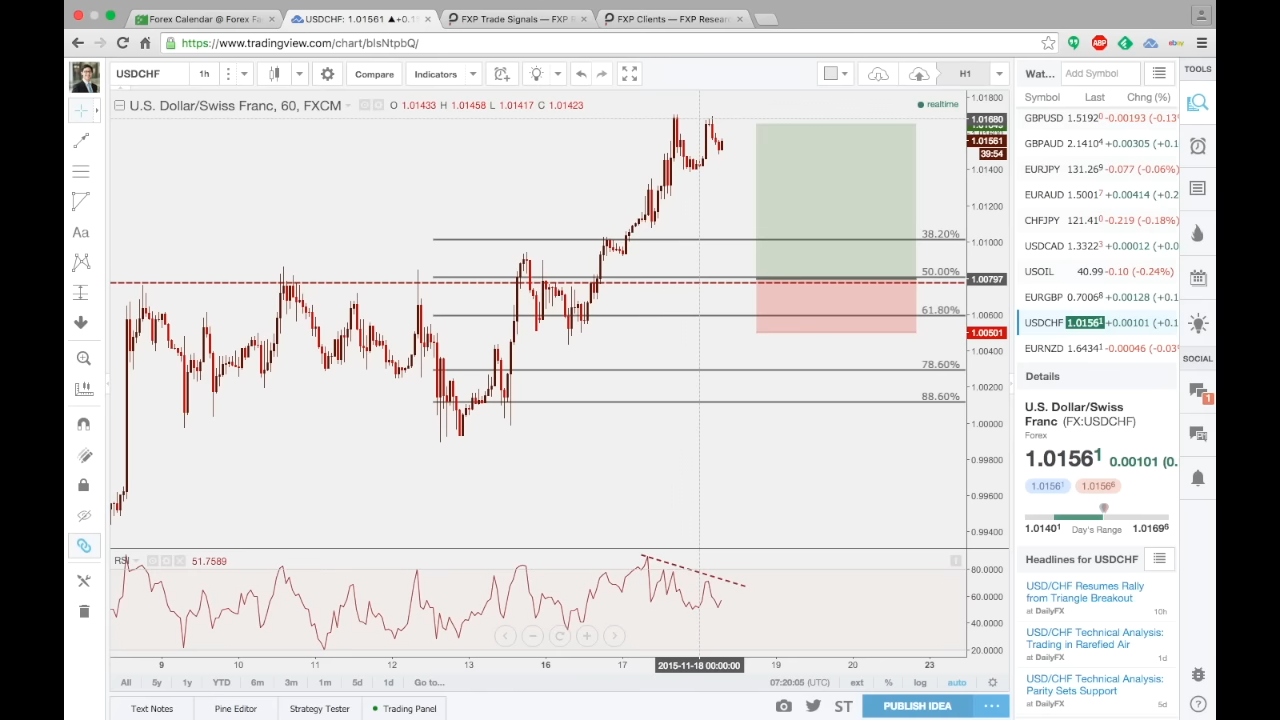 Forex Calendar @ Forex Fa
USDCHF: 1.01561 ▲+0.1
FXP Trade Signals — FXP R
FXP Clients — FXP Resear
https://www.tradingview.com/chart/blsNtpbQ/
ABP
ebay
USDCHF 1h Compare Indicators H1
Wat... Add Symbol TOOLS
Symbol Last Chng (%)
U.S. Dollar/Swiss Franc, 60, FXCM O 1.01433 H 1.01458 L 1.01417 C 1.01423
realtime
1.01800
1.01680
1.01561
39:54
1.01400
1.01200
1.01000
1.00797
1.00600
1.00501
1.00400
1.00200
1.00000
0.99800
0.99600
0.99400
38.20%
50.00%
61.80%
78.60%
88.60%
Aa
GBPUSD 1.5192⁰ -0.00193 (-0.13
GBPAUD 2.1410⁴ +0.00305 (+0.1
EURJPY 131.26⁹ -0.077 (-0.06%)
EURAUD 1.5001⁷ +0.00414 (+0.2
CHFJPY 121.41⁰ -0.219 (-0.18%)
USDCAD 1.3322³ +0.00012 (+0.0
USOIL 40.99 -0.10 (-0.24%)
EURGBP 0.7006⁸ +0.00128 (+0.1
USDCHF 1.0156¹ +0.00101 (+0.1
EURNZD 1.6434¹ -0.00046 (-0.03
SOCIAL
1
Details
U.S. Dollar/Swiss
Franc (FX:USDCHF)
Forex
1.0156¹ 0.00101 (0.
1.0156¹ 1.0156⁶
1.0140¹ Day's Range 1.0169⁶
Headlines for USDCHF
USD/CHF Resumes Rally
from Triangle Breakout
at DailyFX 10h
USD/CHF Technical Analysis:
Trading in Rarefied Air
at DailyFX 1d
USD/CHF Technical Analysis:
Parity Sets Support
at DailyFX 5d
RSI 51.7589
80.0000
60.0000
40.0000
20.0000
9 10 11 12 13 16 17 2015-11-18 00:00:00 19 20 23
All 5y 1y YTD 6m 3m 1m 5d 1d Go to... 07:20:05 (UTC) ext % log auto
Text Notes Pine Editor Strategy Tester Trading Panel ST PUBLISH IDEA ...